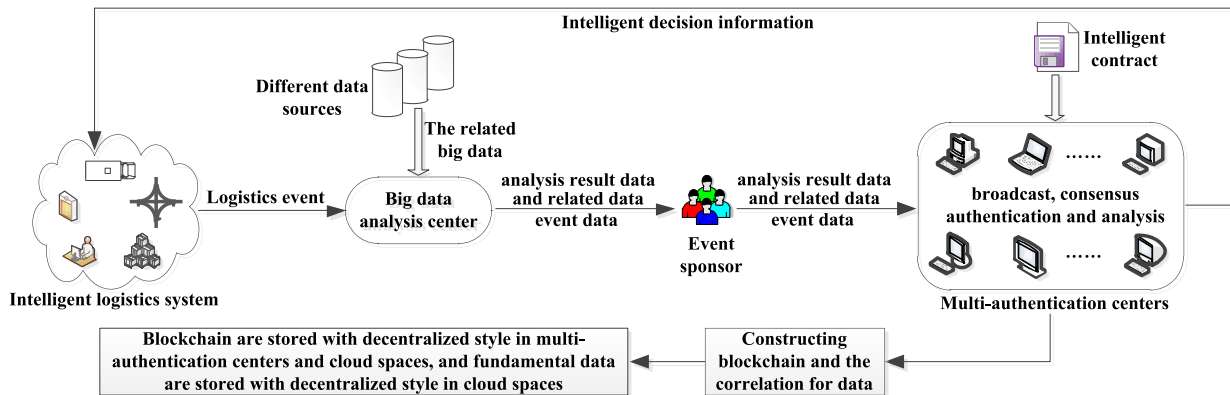 Intelligent decision information
Different data
sources
Intelligent
contract
The related
big data
Logistics event
Big data
analysis center
analysis result data
and related data
event data
Event
sponsor
analysis result data
and related data
event data
......
broadcast, consensus
authentication and analysis
......
Intelligent logistics system
Multi-authentication centers
Blockchain are stored with decentralized style in multi-
authentication centers and cloud spaces, and fundamental data
are stored with decentralized style in cloud spaces
Constructing
blockchain and the
correlation for data